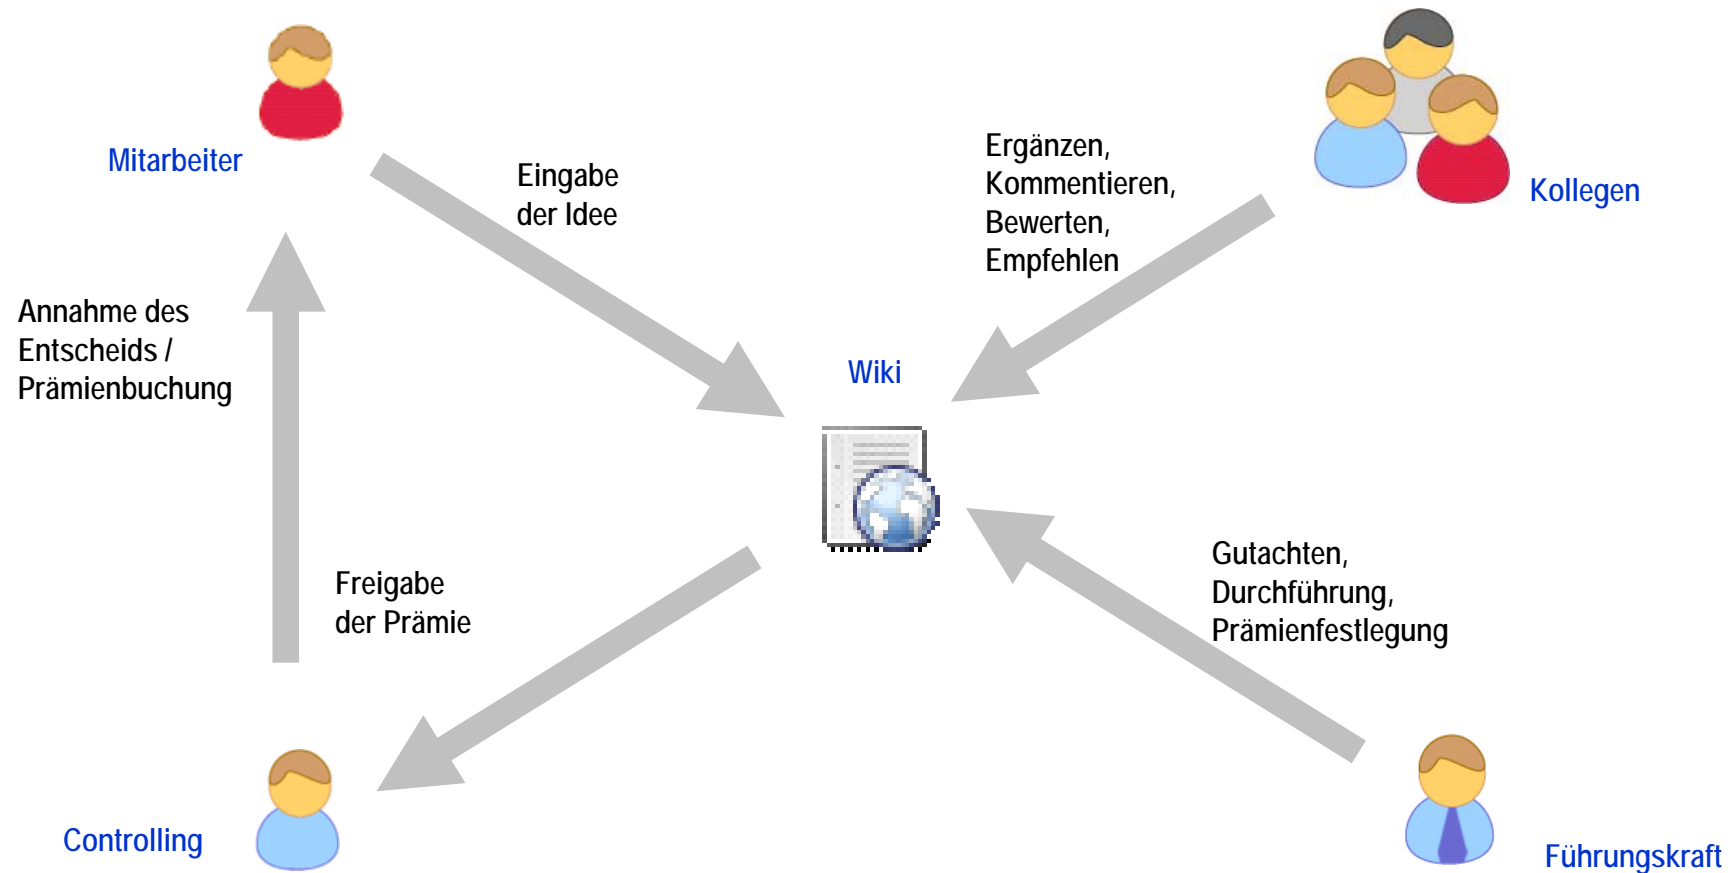 Mitarbeiter
Eingabe
der Idee
Ergänzen,
Kommentieren,
Bewerten,
Empfehlen
Kollegen
Annahme des
Entscheids /
Prämienbuchung
Wiki
Freigabe
der Prämie
Gutachten,
Durchführung,
Prämienfestlegung
Controlling
Führungskraft